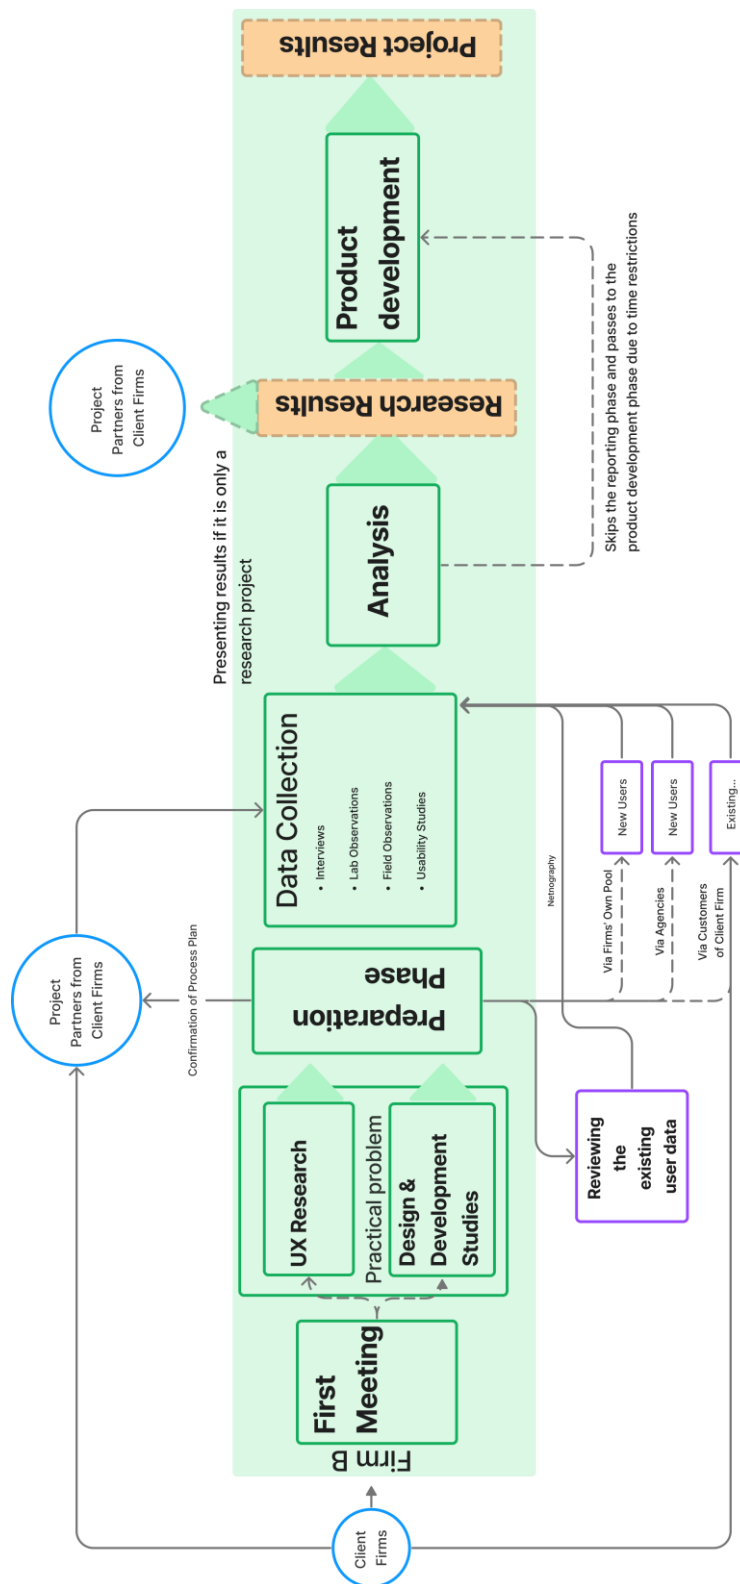 Client
Firms
Firm B
First
Meeting
UX Research
Practical problem
Design &
Development
Studies
Preparation
Phase
Confirmation of Process Plan
Project
Partners from
Client Firms
Reviewing
the
existing
user data
Netnography
Via Firms' Own Pool
New Users
Via Agencies
New Users
Via Customers
of Client Firm
Existing...
Data Collection
• Interviews
• Lab Observations
• Field Observations
• Usability Studies
Analysis
Presenting results if it is only a
research project
Research Results
Project
Partners from
Client Firms
Skips the reporting phase and passes to the
product development phase due to time restrictions
Product
development
Project Results